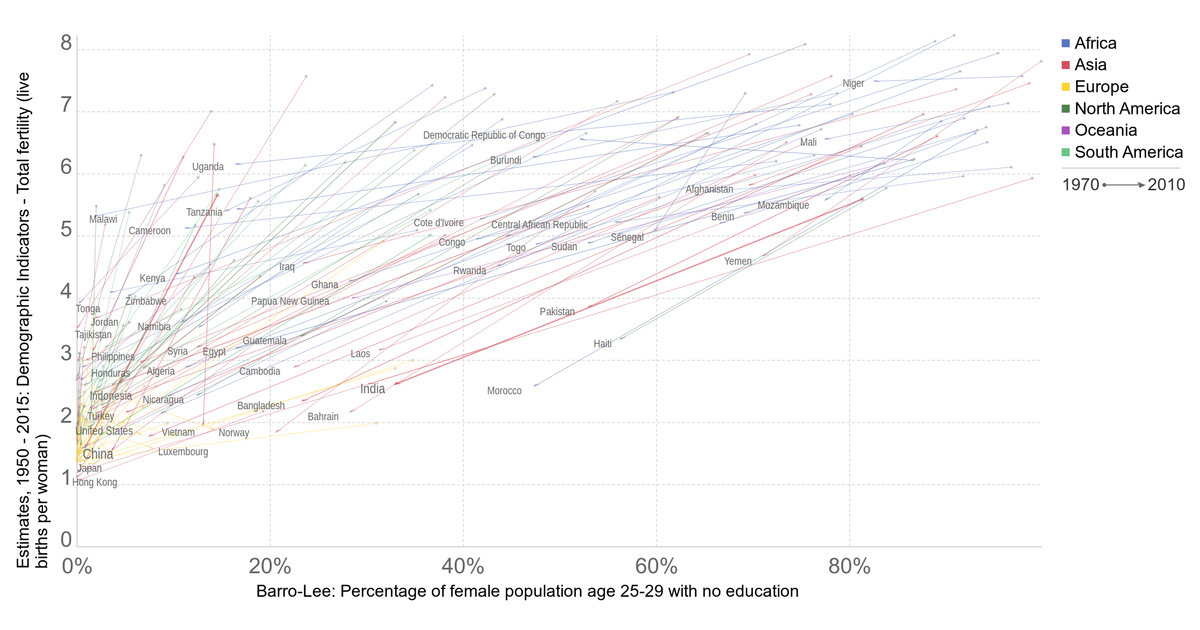 8
7
6
5
4
3
2
1
0
0%
20%
40%
60%
80%
Estimates, 1950 - 2015: Demographic Indicators - Total fertility (live
births per woman)
Barro-Lee: Percentage of female population age 25-29 with no education
Africa
Asia
Europe
North America
Oceania
South America
1970 2010
Niger
Democratic Republic of Congo
Mali
Burundi
Uganda
Afghanistan
Mozambique
Tanzania
Malawi
Benin
Cameroon
Cote d'Ivoire
Central African Republic
Congo
Senegal
Togo
Sudan
Yemen
Iraq
Rwanda
Kenya
Ghana
Zimbabwe
Papua New Guinea
Tonga
Pakistan
Jordan
Namibia
Tajikistan
Guatemala
Haiti
Syria
Egypt
Laos
Philippines
Honduras
Algeria
Cambodia
India
Morocco
Indonesia
Nicaragua
Bangladesh
Turkey
Bahrain
United States
Vietnam
Norway
China
Luxembourg
Japan
Hong Kong